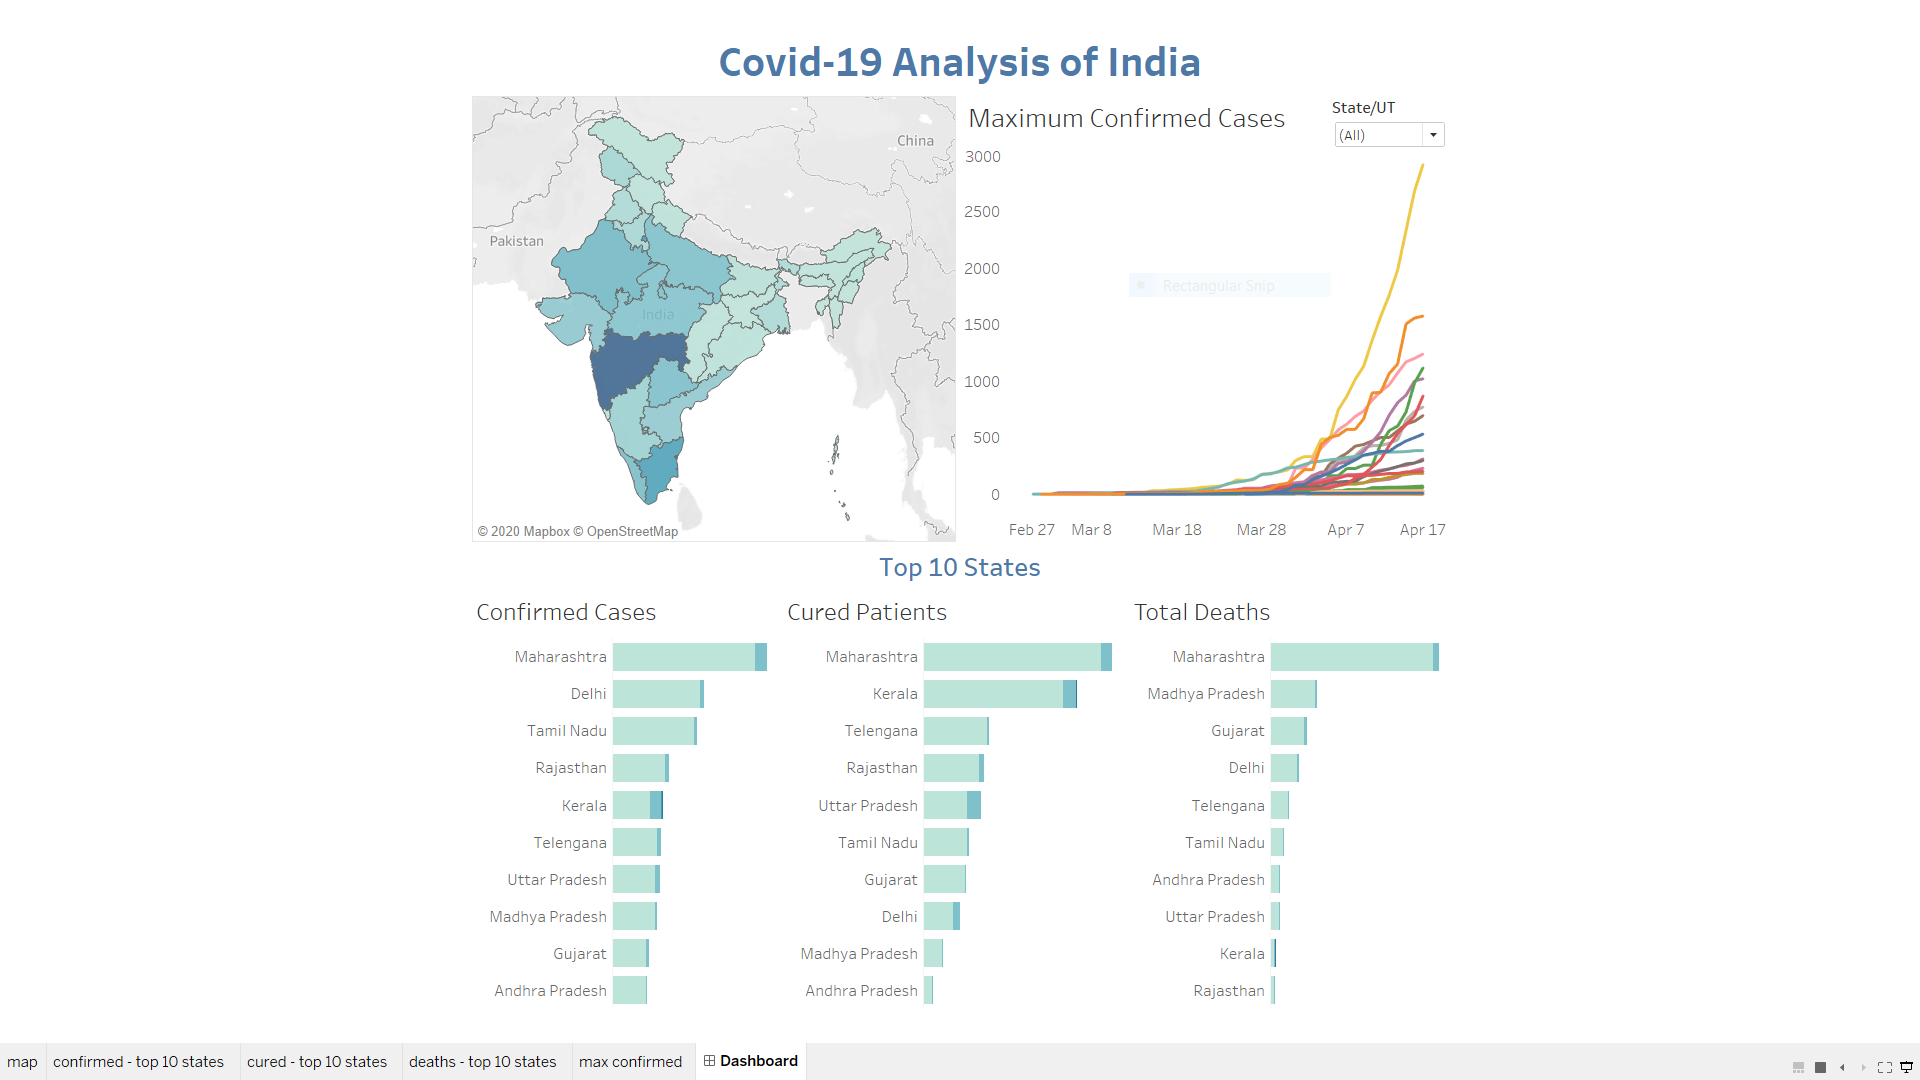 Covid-19 Analysis of India
China
Pakistan
India
© 2020 Mapbox © OpenStreetMap
Maximum Confirmed Cases
State/UT
(All)
3000
2500
2000
1500
1000
500
0
Rectangular Snip
Feb 27 Mar 8 Mar 18 Mar 28 Apr 7 Apr 17
Top 10 States
Confirmed Cases
Maharashtra
Delhi
Tamil Nadu
Rajasthan
Kerala
Telengana
Uttar Pradesh
Madhya Pradesh
Gujarat
Andhra Pradesh
Cured Patients
Maharashtra
Kerala
Telengana
Rajasthan
Uttar Pradesh
Tamil Nadu
Gujarat
Delhi
Madhya Pradesh
Andhra Pradesh
Total Deaths
Maharashtra
Madhya Pradesh
Gujarat
Delhi
Telengana
Tamil Nadu
Andhra Pradesh
Uttar Pradesh
Kerala
Rajasthan
map confirmed - top 10 states cured - top 10 states deaths - top 10 states max confirmed Dashboard